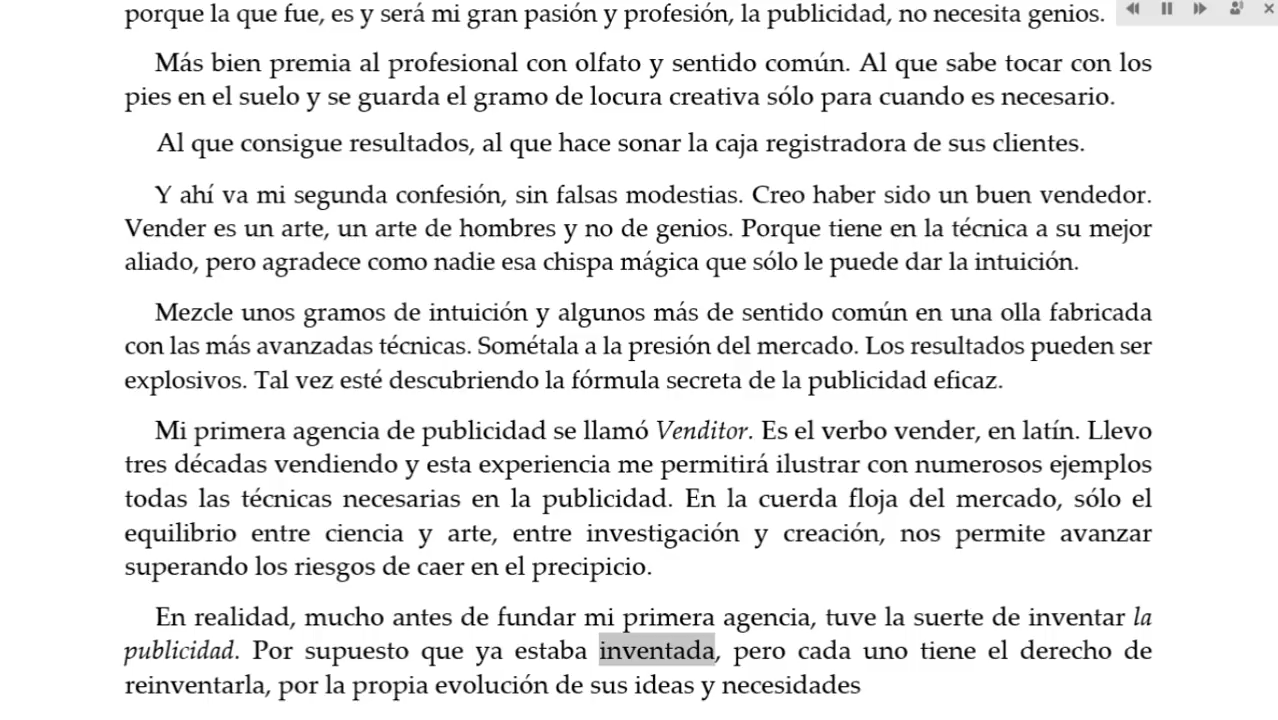 porque la que fue, es y será mi gran pasión y profesión, la publicidad, no necesita genios.
Más bien premia al profesional con olfato y sentido común. Al que sabe tocar con los
pies en el suelo y se guarda el gramo de locura creativa sólo para cuando es necesario.
Al que consigue resultados, al que hace sonar la caja registradora de sus clientes.
Y ahí va mi segunda confesión, sin falsas modestias. Creo haber sido un buen vendedor.
Vender es un arte, un arte de hombres y no de genios. Porque tiene en la técnica a su mejor
aliado, pero agradece como nadie esa chispa mágica que sólo le puede dar la intuición.
Mezcle unos gramos de intuición y algunos más de sentido común en una olla fabricada
con las más avanzadas técnicas. Sométala a la presión del mercado. Los resultados pueden ser
explosivos. Tal vez esté descubriendo la fórmula secreta de la publicidad eficaz.
Mi primera agencia de publicidad se llamó Venditor. Es el verbo vender, en latín. Llevo
tres décadas vendiendo y esta experiencia me permitirá ilustrar con numerosos ejemplos
todas las técnicas necesarias en la publicidad. En la cuerda floja del mercado, sólo el
equilibrio entre ciencia y arte, entre investigación y creación, nos permite avanzar
superando los riesgos de caer en el precipicio.
En realidad, mucho antes de fundar mi primera agencia, tuve la suerte de inventar la
publicidad. Por supuesto que ya estaba inventada, pero cada uno tiene el derecho de
reinventarla, por la propia evolución de sus ideas y necesidades